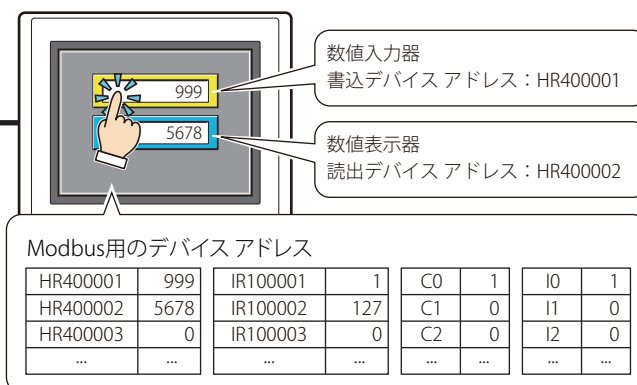 999
5678
数値入力器
書込デバイス アドレス：HR400001
数値表示器
読出デバイス アドレス：HR400002
Modbus用のデバイス アドレス
HR400001 999 IR100001 1 C0 1 I0 1
HR400002 5678 IR100002 127 C1 0 I1 0
HR400003 0 IR100003 0 C2 0 I2 0
... ... ... ... ... ... ... ...